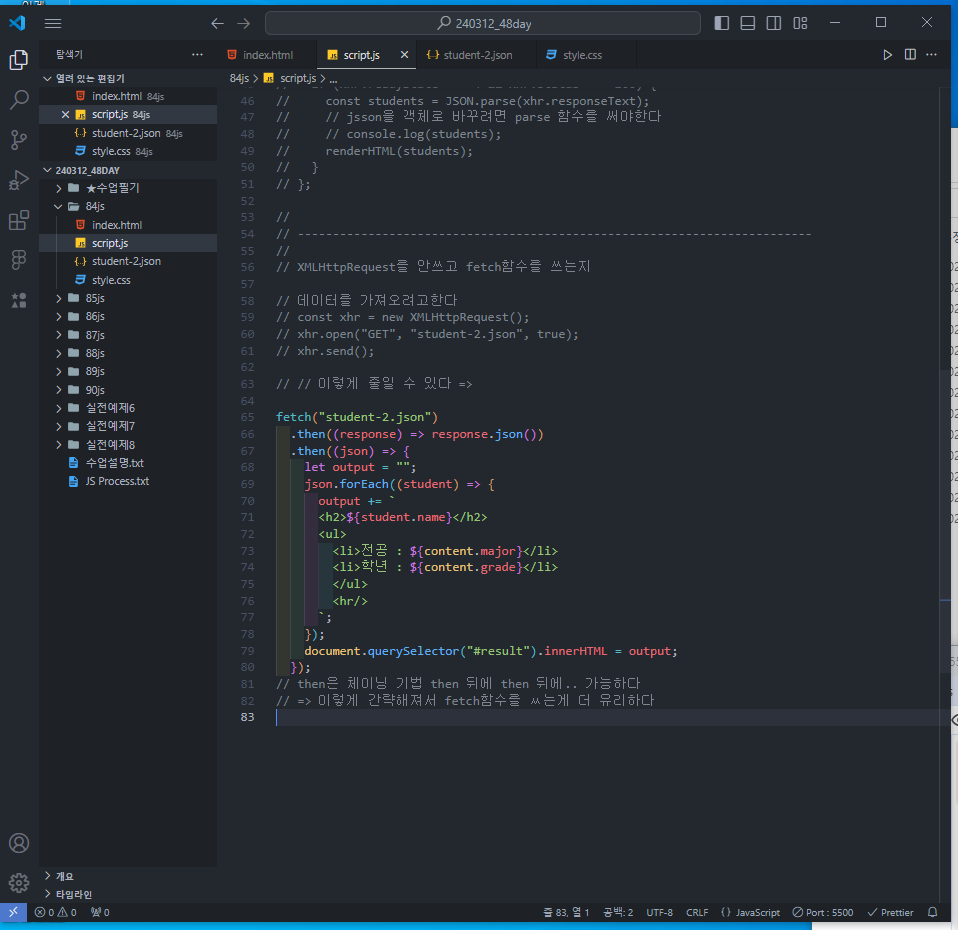 240312_48day
탐색기
index.html
script.js
student-2.json
style.css
열려 있는 편집기
index.html 84js
script.js 84js
student-2.json 84js
style.css 84js
240312_48DAY
★수업필기
84js
index.html
script.js
student-2.json
style.css
85js
86js
87js
88js
89js
90js
실전예제6
실전예제7
실전예제8
수업설명.txt
JS Process.txt
개요
타임라인
84js > script.js > ...
46 //     const students = JSON.parse(xhr.responseText);
47 //     // jsson을 객체로 바꾸려면 parse 함수를 써야한다
48 //     // console.log(students);
49 //     renderHTML(students);
50 //   }
51 // };
52
53 //
54 // -------------------------------------------------------------------------
55 //
56 // XMLHttpRequest를 안쓰고 fetch함수를 쓰는지
57
58 // 데이터를 가져오려고한다
59 // const xhr = new XMLHttpRequest();
60 // xhr.open("GET", "student-2.json", true);
61 // xhr.send();
62
63 // // 이렇게 줄일 수 있다 =>
64
65 fetch("student-2.json")
66   .then((response) => response.json())
67   .then((json) => {
68     let output = "";
69     json.forEach((student) => {
70       output += `
71       <h2>${student.name}</h2>
72       <ul>
73         <li>전공 : ${content.major}</li>
74         <li>학년 : ${content.grade}</li>
75         </ul>
76         <hr/>
77       `;
78     });
79     document.querySelector("#result").innerHTML = output;
80   });
81 // then은 체이닝 기법 then 뒤에 then 뒤에.. 가능하다
82 // => 이렇게 간략해져서 fetch함수를 쓰는게 더 유리하다
83
0 0 0
줄 83, 열 1
공백: 2
UTF-8
CRLF
{ } JavaScript
Port : 5500
Prettier